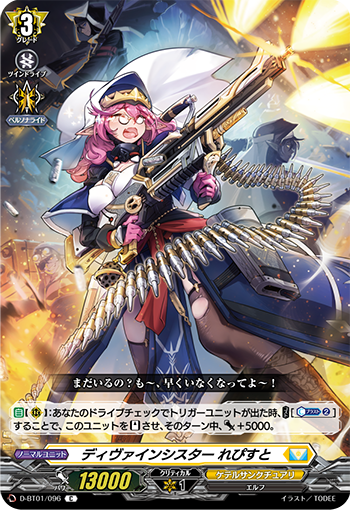 3
グレード
ツインドライブ
ペルソナライド
まだいるの?も~、早くいなくなってよ~!
:1:あなたのドライブチェックでトリガーユニットが出た時、[ブラスト2]
することで、このユニットを させ、そのターン中、+5000。
ノーマルユニット
ディヴァインシスター れぴすと
パワー 13000
クリティカル
1
ケテルサンクチュアリ
D-BT01/096 C
エルフ
イラスト/TODEE